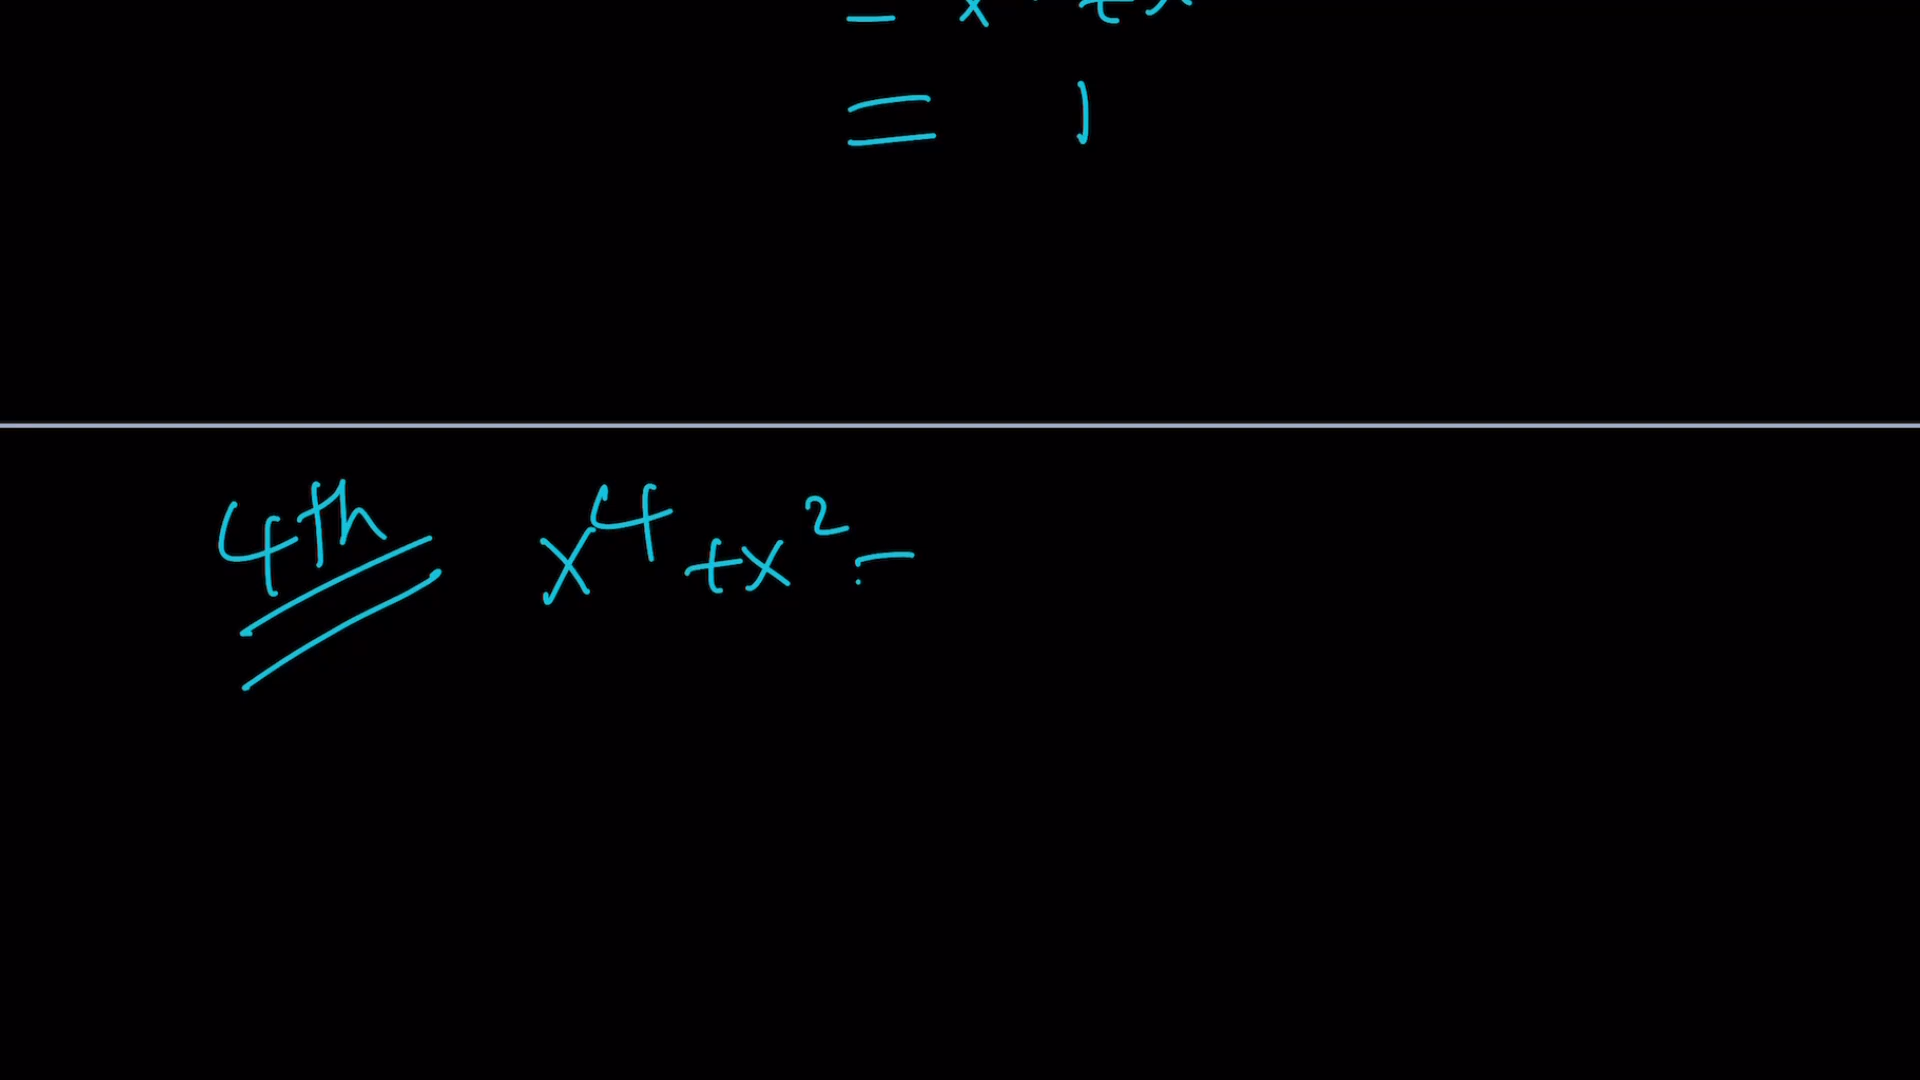 = 1
4th x⁴+x²=